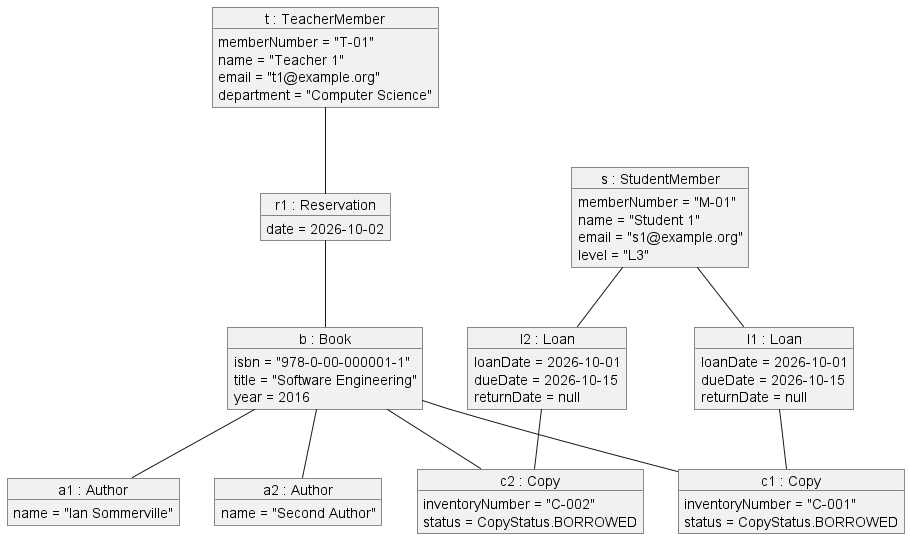 t : TeacherMember
memberNumber = "T-01"
name = "Teacher 1"
email = "t1@example.org"
department = "Computer Science"
r1 : Reservation
date = 2026-10-02
s : StudentMember
memberNumber = "M-01"
name = "Student 1"
email = "s1@example.org"
level = "L3"
b : Book
isbn = "978-0-00-000001-1"
title = "Software Engineering"
year = 2016
l2 : Loan
loanDate = 2026-10-01
dueDate = 2026-10-15
returnDate = null
l1 : Loan
loanDate = 2026-10-01
dueDate = 2026-10-15
returnDate = null
a1 : Author
name = "Ian Sommerville"
a2 : Author
name = "Second Author"
c2 : Copy
inventoryNumber = "C-002"
status = CopyStatus.BORROWED
c1 : Copy
inventoryNumber = "C-001"
status = CopyStatus.BORROWED